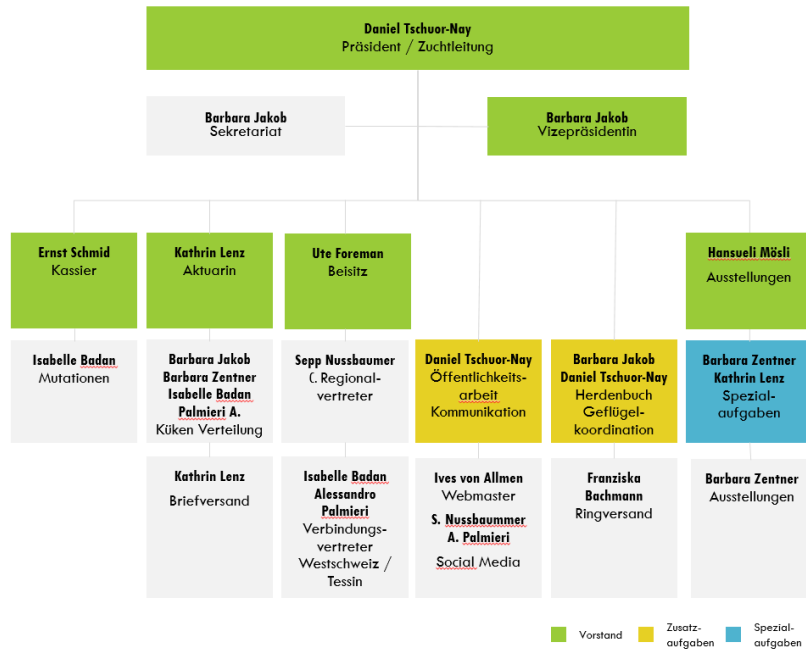 Daniel Tschuor-Nay
Präsident / Zuchtleitung
Barbara Jakob
Sekretariat
Barbara Jakob
Vizepräsidentin
Ernst Schmid
Kassier
Kathrin Lenz
Aktuarin
Ute Foreman
Beisitz
Hansueli Mösli
Ausstellungen
Isabelle Badan
Mutationen
Barbara Jakob
Barbara Zentner
Isabelle Badan
Palmieri A.
Küken Verteilung
Sepp Nussbaumer
(. Regional-
vertreter
Daniel Tschuor-Nay
Öffentlichkeits-
arbeit
Kommunikation
Barbara Jakob
Daniel Tschuor-Nay
Herdenbuch
Geflügel-
koordination
Barbara Zentner
Kathrin Lenz
Spezial-
aufgaben
Kathrin Lenz
Briefversand
Isabelle Badan
Alessandro
Palmieri
Verbindungs-
vertreter
Westschweiz /
Tessin
Ives von Allmen
Webmaster
S. Nussbaummer
A. Palmieri
Social Media
Franziska
Bachmann
Ringversand
Barbara Zentner
Ausstellungen
Vorstand
Zusatz-
aufgaben
Spezial-
aufgaben